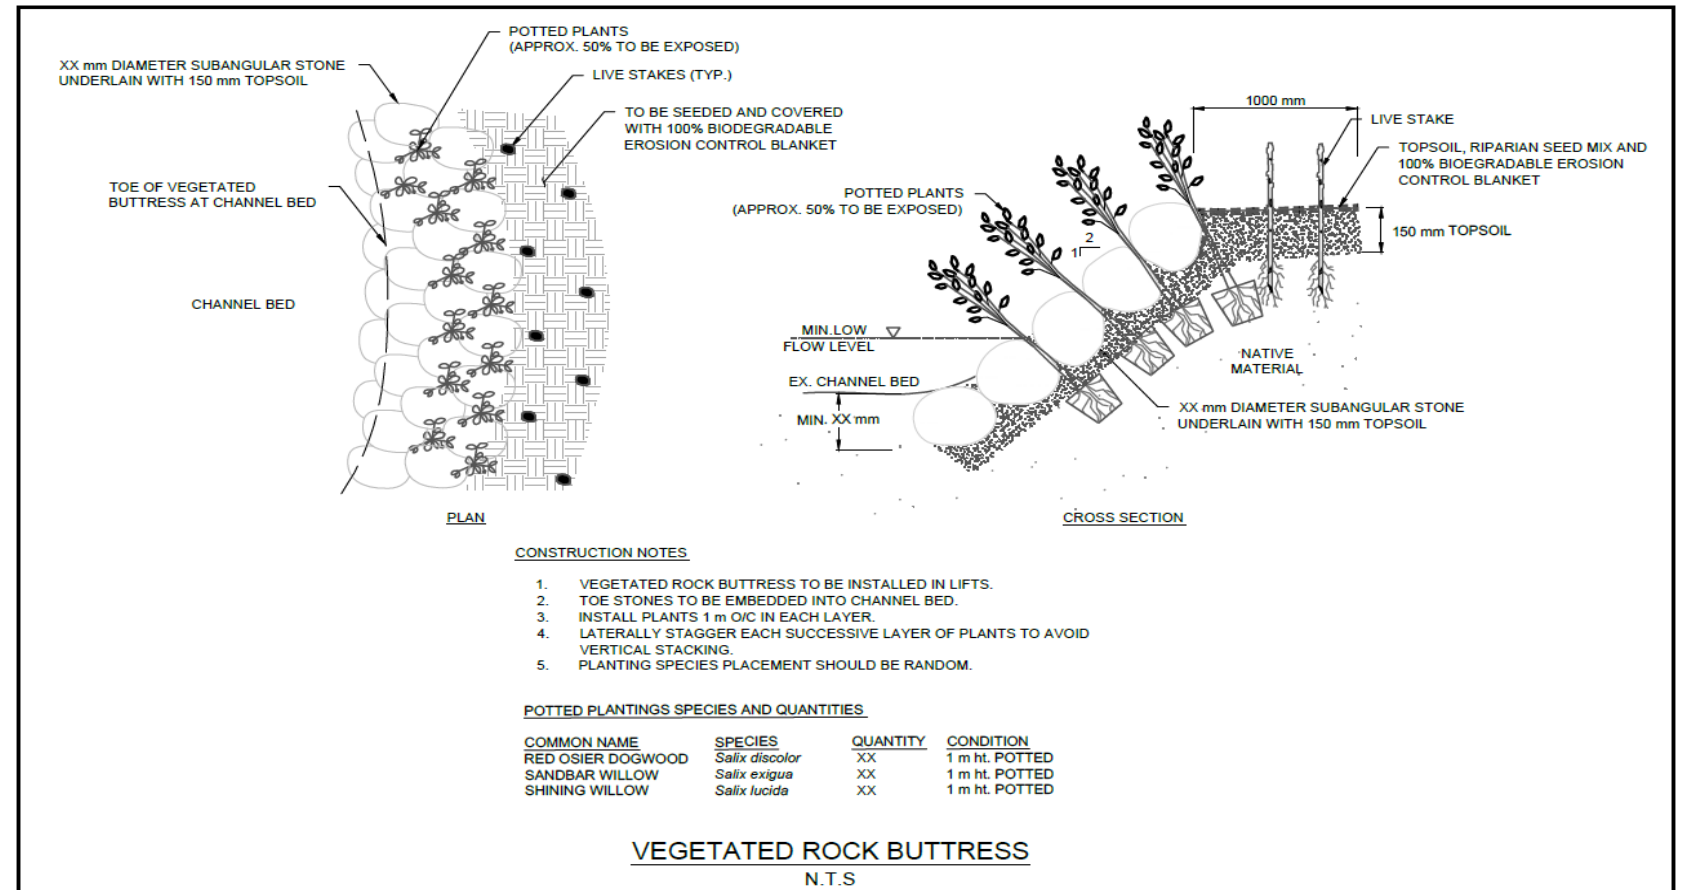 POTTED PLANTS
(APPROX. 50% TO BE EXPOSED)
XX mm DIAMETER SUBANGULAR STONE
UNDERLAIN WITH 150 mm TOPSOIL
LIVE STAKES (TYP.)
TO BE SEEDED AND COVERED
WITH 100% BIODEGRADABLE
EROSION CONTROL BLANKET
TOE OF VEGETATED
BUTTRESS AT CHANNEL BED
CHANNEL BED
PLAN
1000 mm
LIVE STAKE
TOPSOIL, RIPARIAN SEED MIX AND
100% BIOEGRADABLE EROSION
CONTROL BLANKET
POTTED PLANTS
(APPROX. 50% TO BE EXPOSED)
2
1
150 mm TOPSOIL
MIN.LOW
FLOW LEVEL
NATIVE
MATERIAL
EX. CHANNEL BED
MIN. XX mm
XX mm DIAMETER SUBANGULAR STONE
UNDERLAIN WITH 150 mm TOPSOIL
CROSS SECTION
CONSTRUCTION NOTES
1. VEGETATED ROCK BUTTRESS TO BE INSTALLED IN LIFTS.
2. TOE STONES TO BE EMBEDDED INTO CHANNEL BED.
3. INSTALL PLANTS 1 m O/C IN EACH LAYER.
4. LATERALLY STAGGER EACH SUCCESSIVE LAYER OF PLANTS TO AVOID
VERTICAL STACKING.
5. PLANTING SPECIES PLACEMENT SHOULD BE RANDOM.
POTTED PLANTINGS SPECIES AND QUANTITIES
COMMON NAME SPECIES QUANTITY CONDITION
RED OSIER DOGWOOD Salix discolor XX 1 m ht. POTTED
SANDBAR WILLOW Salix exigua XX 1 m ht. POTTED
SHINING WILLOW Salix lucida XX 1 m ht. POTTED
VEGETATED ROCK BUTTRESS
N.T.S